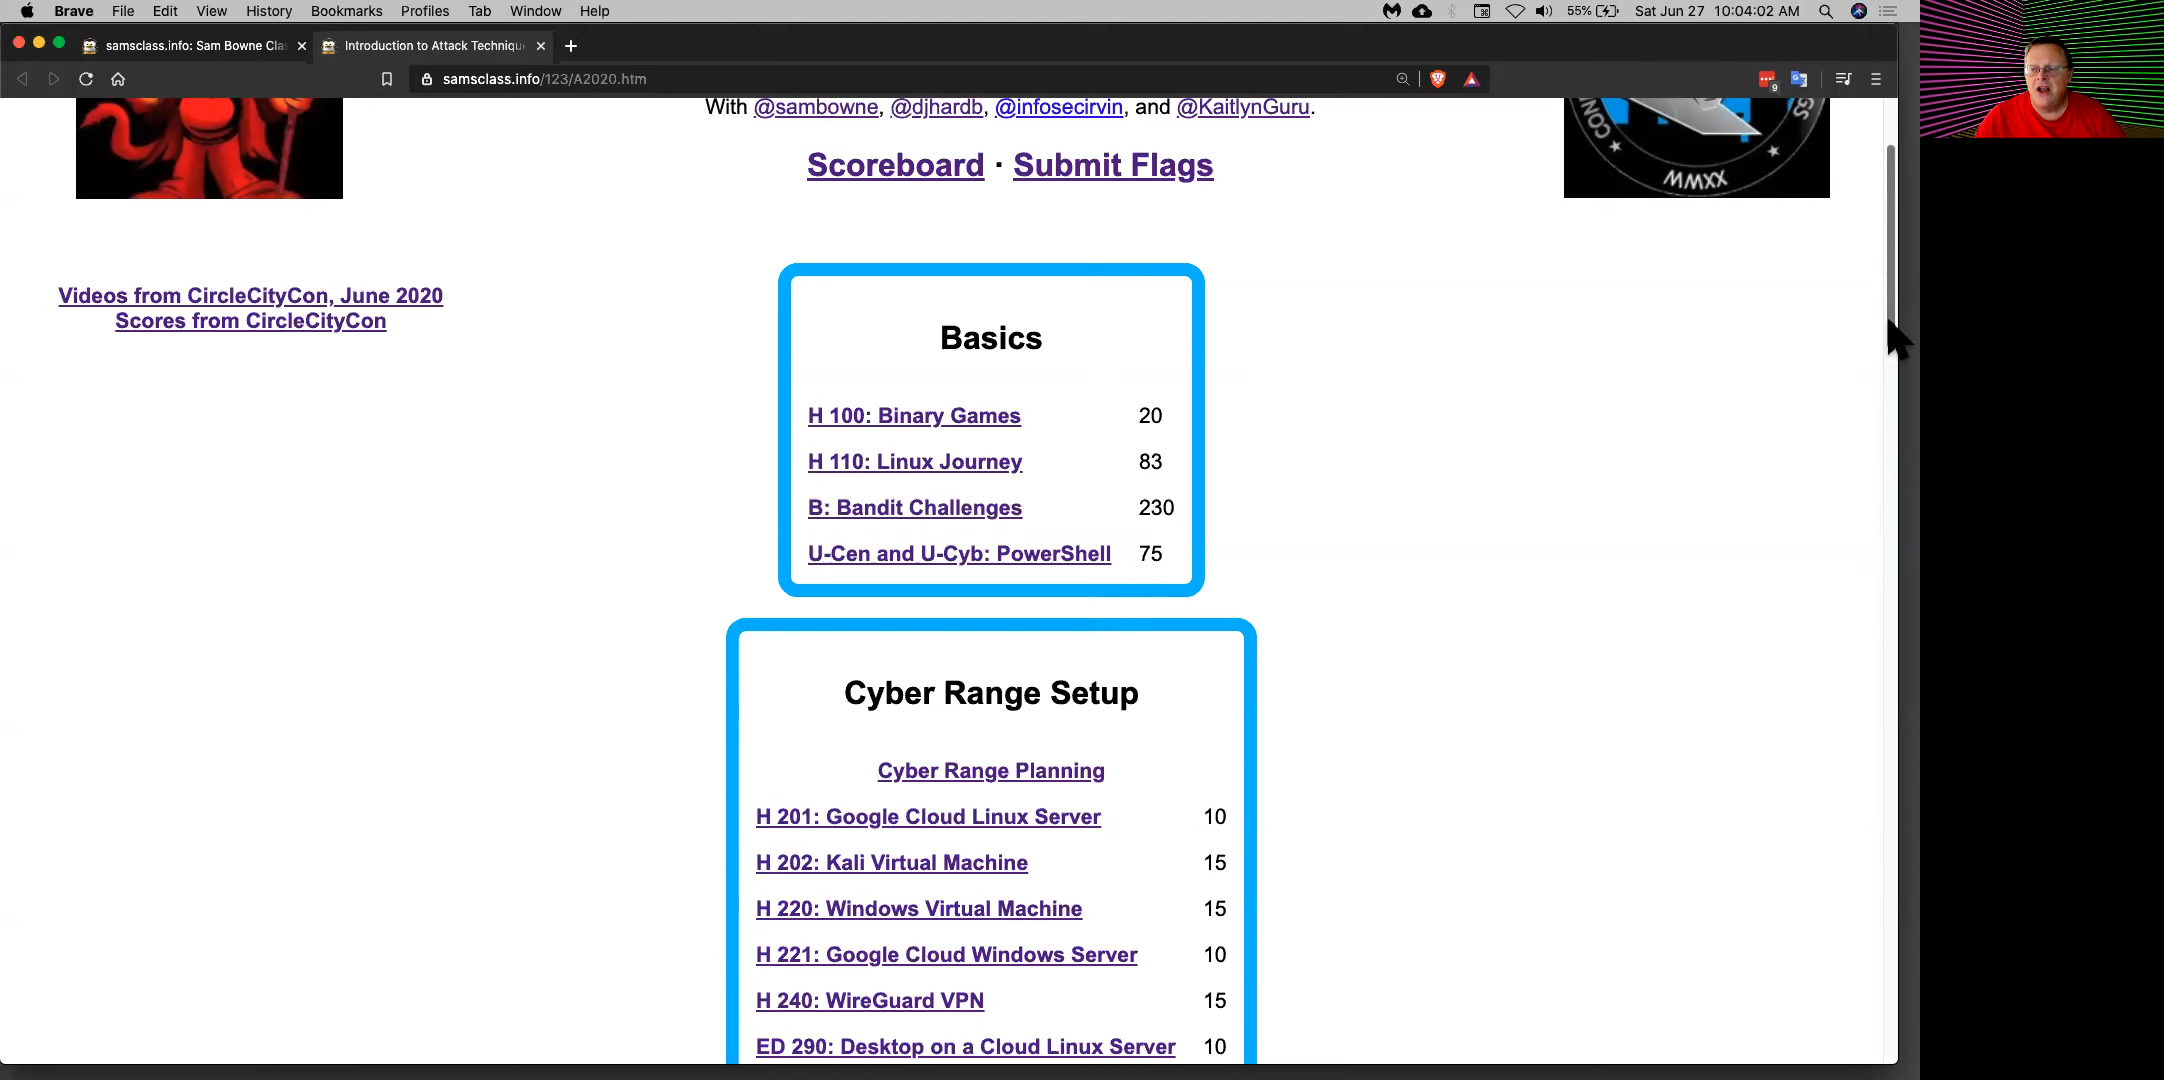 Brave File Edit View History Bookmarks Profiles Tab Window Help 55% Sat Jun 27 10:04:02 AM
samsclass.info: Sam Bowne Cla Introduction to Attack Techniqu
samsclass.info/123/A2020.htm
9
With @sambowne, @djhardb, @infosecirvin, and @KaitlynGuru.
Scoreboard · Submit Flags
MMXX
Videos from CircleCityCon, June 2020
Scores from CircleCityCon
Basics
H 100: Binary Games 20
H 110: Linux Journey 83
B: Bandit Challenges 230
U-Cen and U-Cyb: PowerShell 75
Cyber Range Setup
Cyber Range Planning
H 201: Google Cloud Linux Server 10
H 202: Kali Virtual Machine 15
H 220: Windows Virtual Machine 15
H 221: Google Cloud Windows Server 10
H 240: WireGuard VPN 15
ED 290: Desktop on a Cloud Linux Server 10